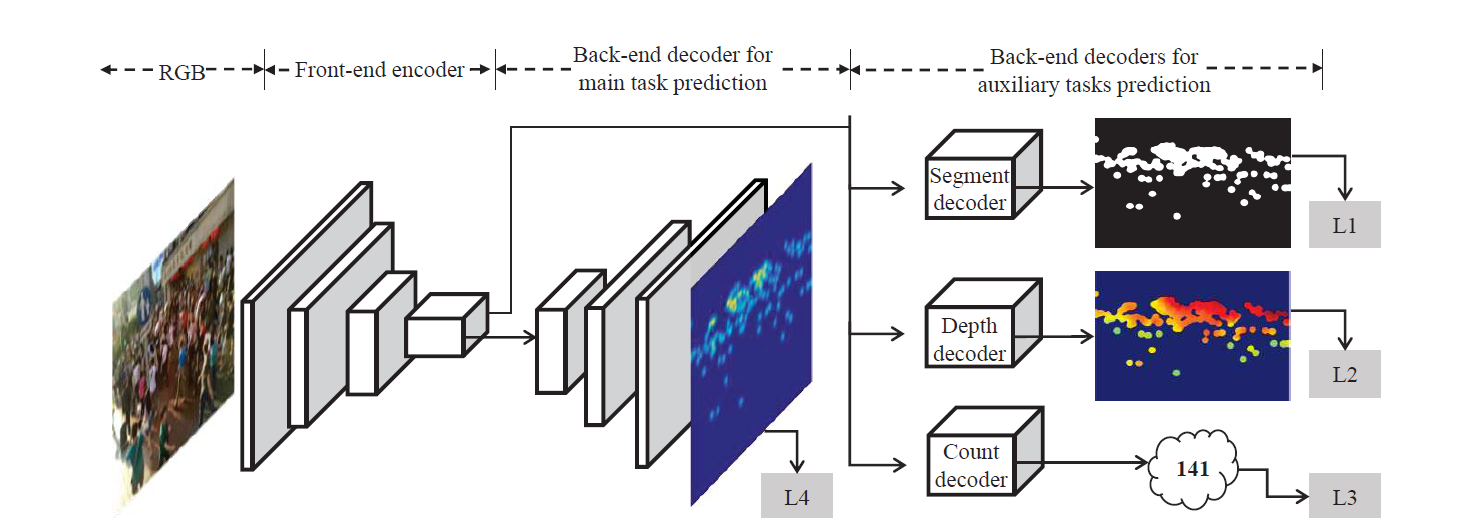 RGB
Front-end encoder
Back-end decoder for
main task prediction
Back-end decoders for
auxiliary tasks prediction
Segment
decoder
L1
Depth
decoder
L2
Count
decoder
141
L3
L4